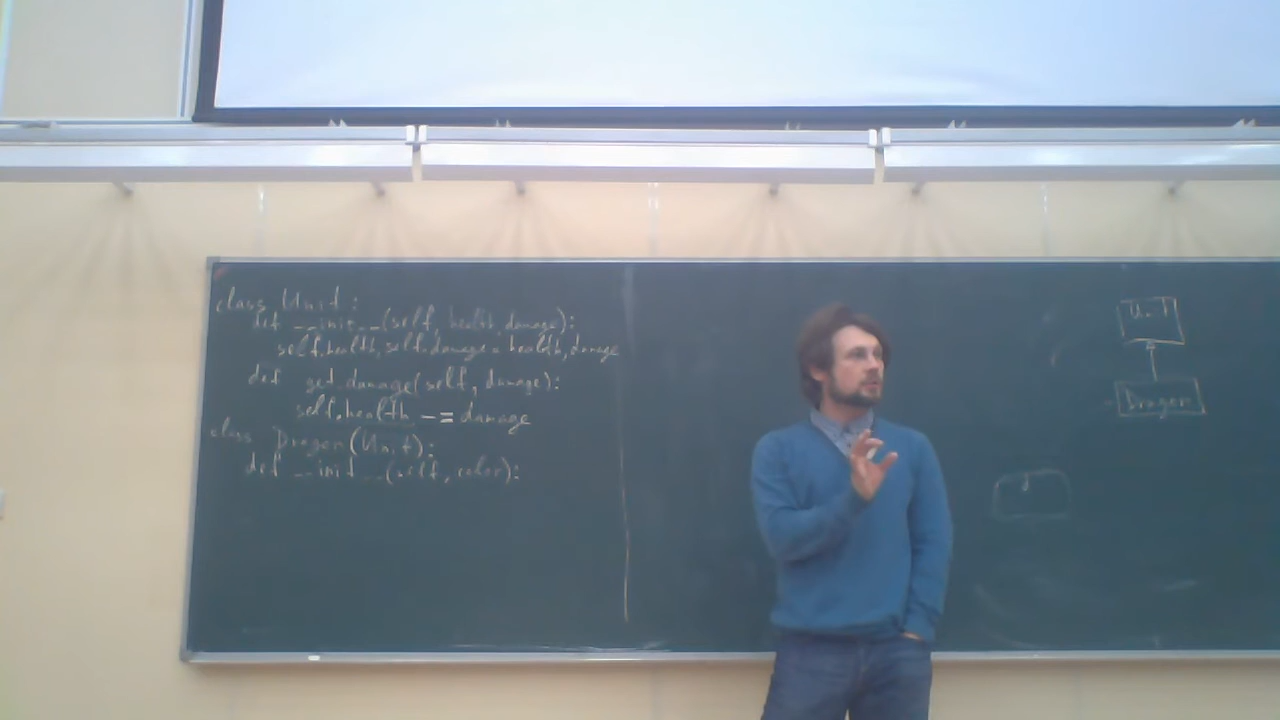 class Unit:
def __init__(self, health, damage):
self.health, self.damage = health, damage
def get_damage(self, damage):
self.health -= damage
class Dragon(Unit):
def __init__(self, color):
Unit
Dragon